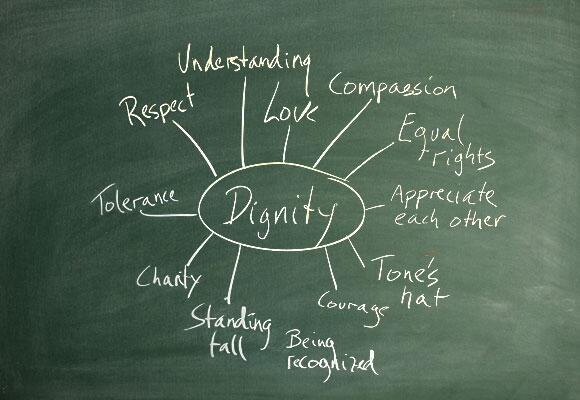 Understanding
Compassion
Respect
Love
Equal
rights
Tolerance
Dignity
Appreciate
each other
Charity
Tone's
hat
Courage
Standing
tall
Being
recognized